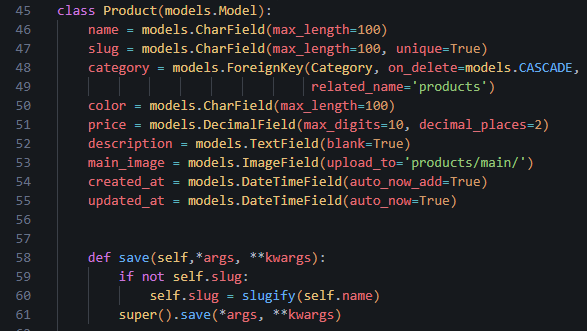 45 class Product(models.Model):
46     name = models.CharField(max_length=100)
47     slug = models.CharField(max_length=100, unique=True)
48     category = models.ForeignKey(Category, on_delete=models.CASCADE,
49                                  related_name='products')
50     color = models.CharField(max_length=100)
51     price = models.DecimalField(max_digits=10, decimal_places=2)
52     description = models.TextField(blank=True)
53     main_image = models.ImageField(upload_to='products/main/')
54     created_at = models.DateTimeField(auto_now_add=True)
55     updated_at = models.DateTimeField(auto_now=True)
56
57
58     def save(self,*args, **kwargs):
59         if not self.slug:
60             self.slug = slugify(self.name)
61         super().save(*args, **kwargs)